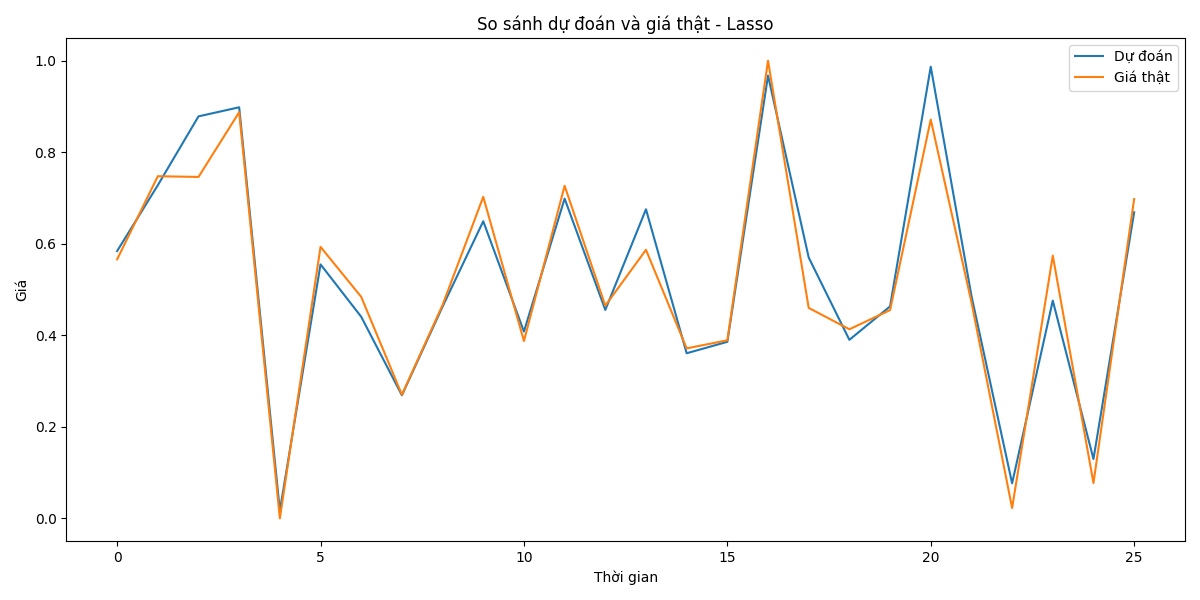 So sánh dự đoán và giá thật - Lasso
Dự đoán
Giá thật
Giá
1.0
0.8
0.6
0.4
0.2
0.0
0
5
10
15
20
25
Thời gian